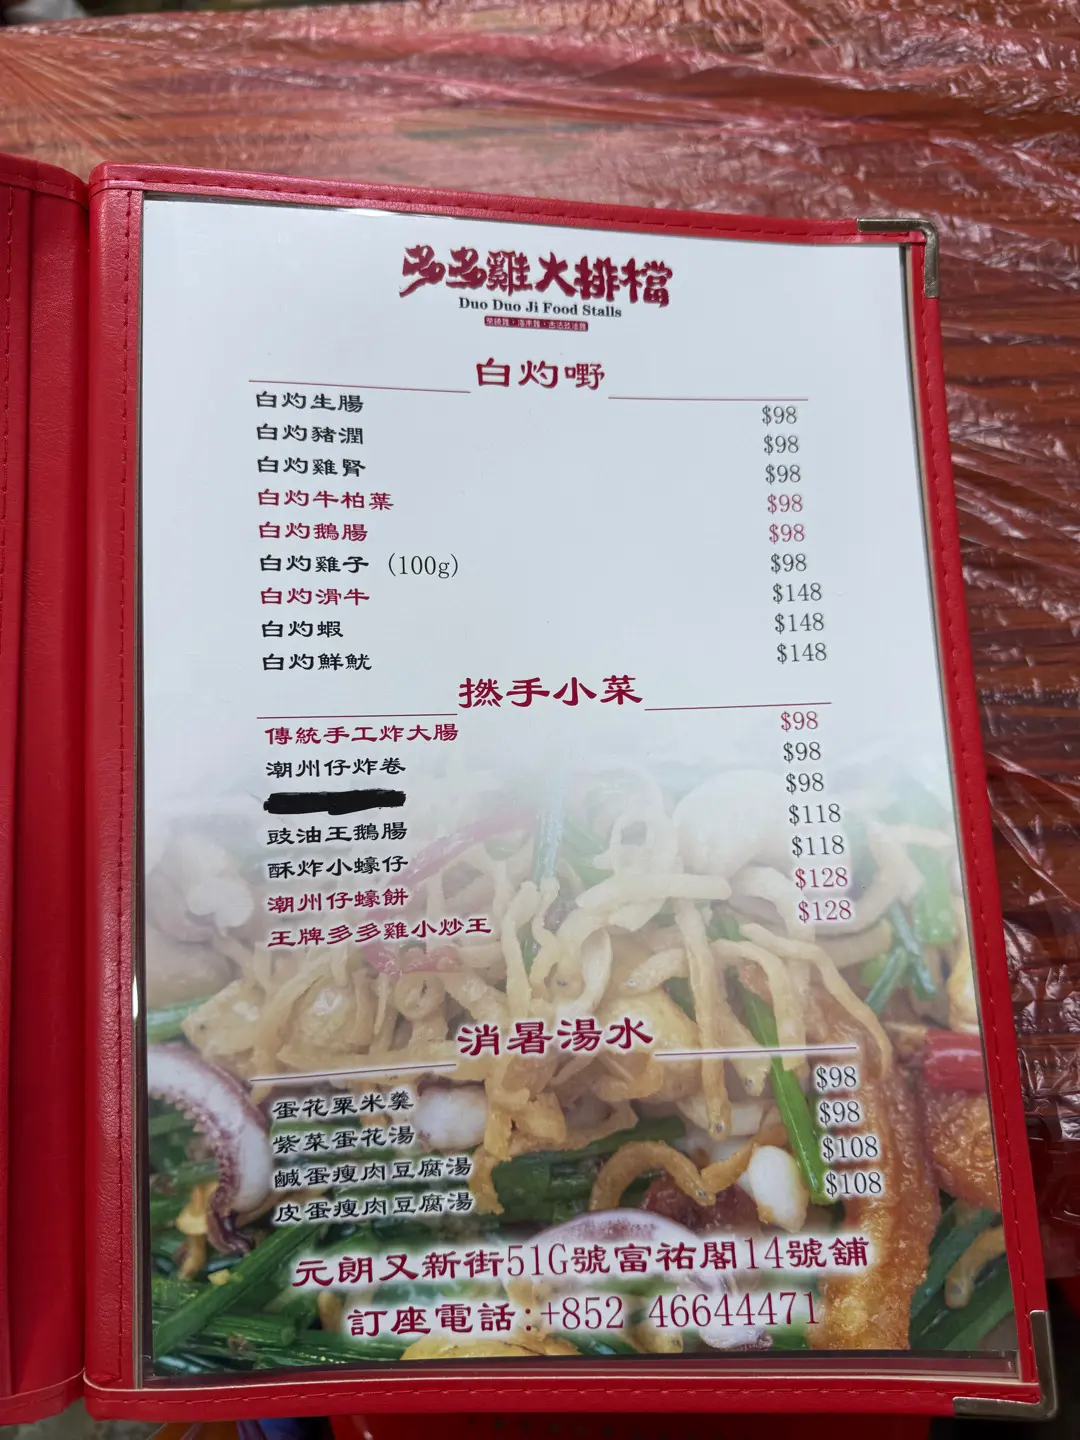 多多雞大排檔
Duo Duo Ji Food Stalls
白灼嘢
白灼生腸 $98
白灼豬潤 $98
白灼雞腎 $98
白灼牛柏葉 $98
白灼鵝腸 $98
白灼雞子 (100g) $98
白灼滑牛 $148
白灼蝦 $148
白灼鮮魷 $148
撚手小菜
傳統手工炸大腸 $98
潮州仔炸卷 $98
$98
豉油王鵝腸 $118
酥炸小蠔仔 $118
潮州仔蠔餅 $128
王牌多多雞小炒王 $128
消暑湯水
蛋花粟米羹 $98
紫菜蛋花湯 $98
鹹蛋瘦肉豆腐湯 $108
皮蛋瘦肉豆腐湯 $108
元朗又新街51G號富祐閣14號舖
訂座電話:+852 46644471